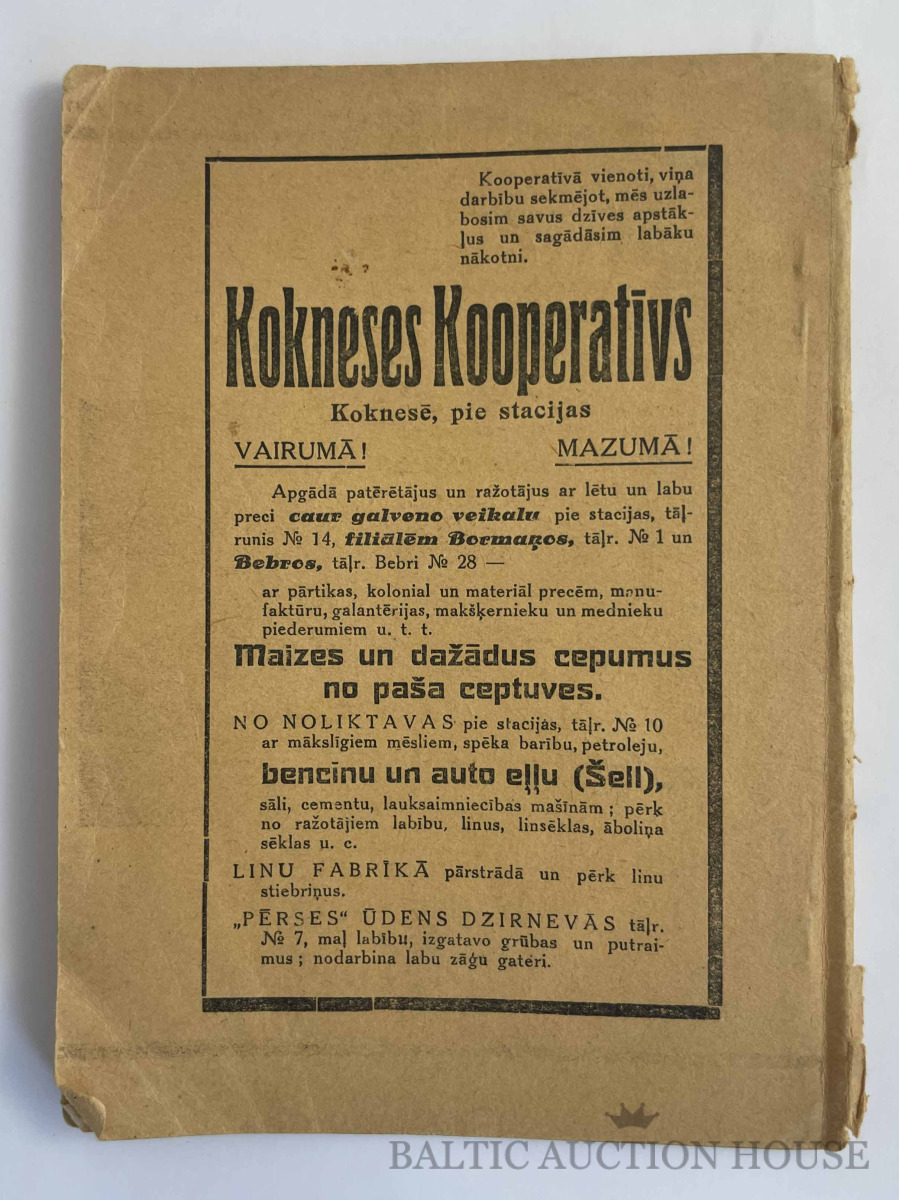 Kooperatīvā vienoti, viņa
darbību sekmējot, mēs uzla-
bosim savus dzīves apstāk-
ļus un sagādāsim labāku
nākotni.
Kokneses Kooperatīvs
Koknesē, pie stacijas
VAIRUMĀ! MAZUMĀ!
Apgādā patērētājus un ražotājus ar lētu un labu
preci caur galveno veikalu pie stacijas, tāļ-
runis № 14, filiālēm Bormaņos, tāļr. № 1 un
Bebros, tāļr. Bebri № 28 —
ar pārtikas, kolonial un materiāl precēm, manu-
faktūru, galantērijas, makšķernieku un mednieku
piederumiem u. t. t.
Maizes un dažādus cepumus
no paša ceptuves.
NO NOLIKTAVAS pie stacijas, tāļr. № 10
ar mākslīgiem mēsliem, spēka barību, petroleju,
bencīnu un auto eļļu (Šell),
sāli, cementu, lauksaimniecības mašīnām; pērk
no ražotājiem labību, linus, linsēklas, āboliņa
sēklas u. c.
LINU FABRĪKĀ pārstrādā un pērk linu
stiebriņus.
„PĒRSES“ ŪDENS DZIRNEVĀS tāļr.
№ 7, maļ labību, izgatavo grūbas un putrai-
mus; nodarbina labu zāģu gateri.
BALTIC AUCTION HOUSE